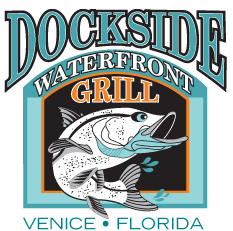 DOCKSIDE
WATERFRONT
GRILL
VENICE • FLORIDA